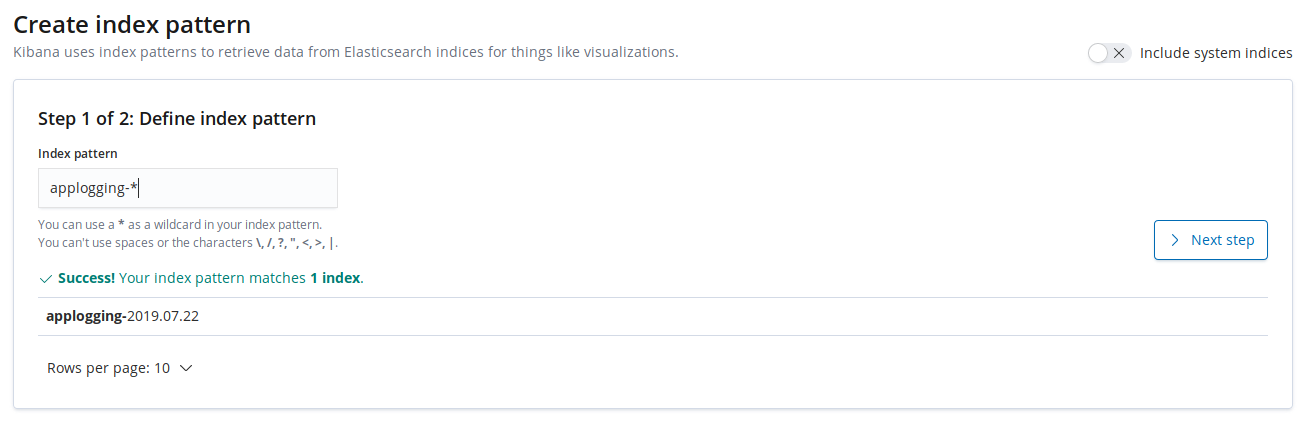 Create index pattern
Kibana uses index patterns to retrieve data from Elasticsearch indices for things like visualizations.
Include system indices
Step 1 of 2: Define index pattern
Index pattern
applogging-*
You can use a * as a wildcard in your index pattern.
You can't use spaces or the characters \, /, ?, ", <, >, |.
Next step
Success! Your index pattern matches 1 index.
applogging-2019.07.22
Rows per page: 10